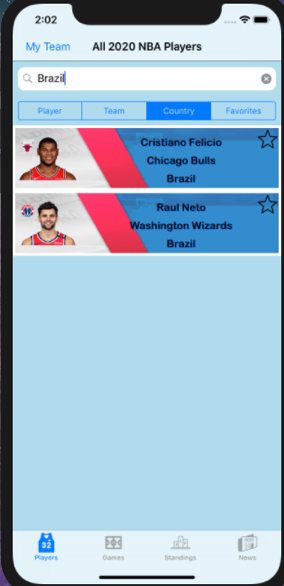 2:02
My Team
All 2020 NBA Players
Brazil
Player
Team
Country
Favorites
Cristiano Felicio
Chicago Bulls
Brazil
Raul Neto
Washington Wizards
Brazil
32
Players
Games
Standings
News